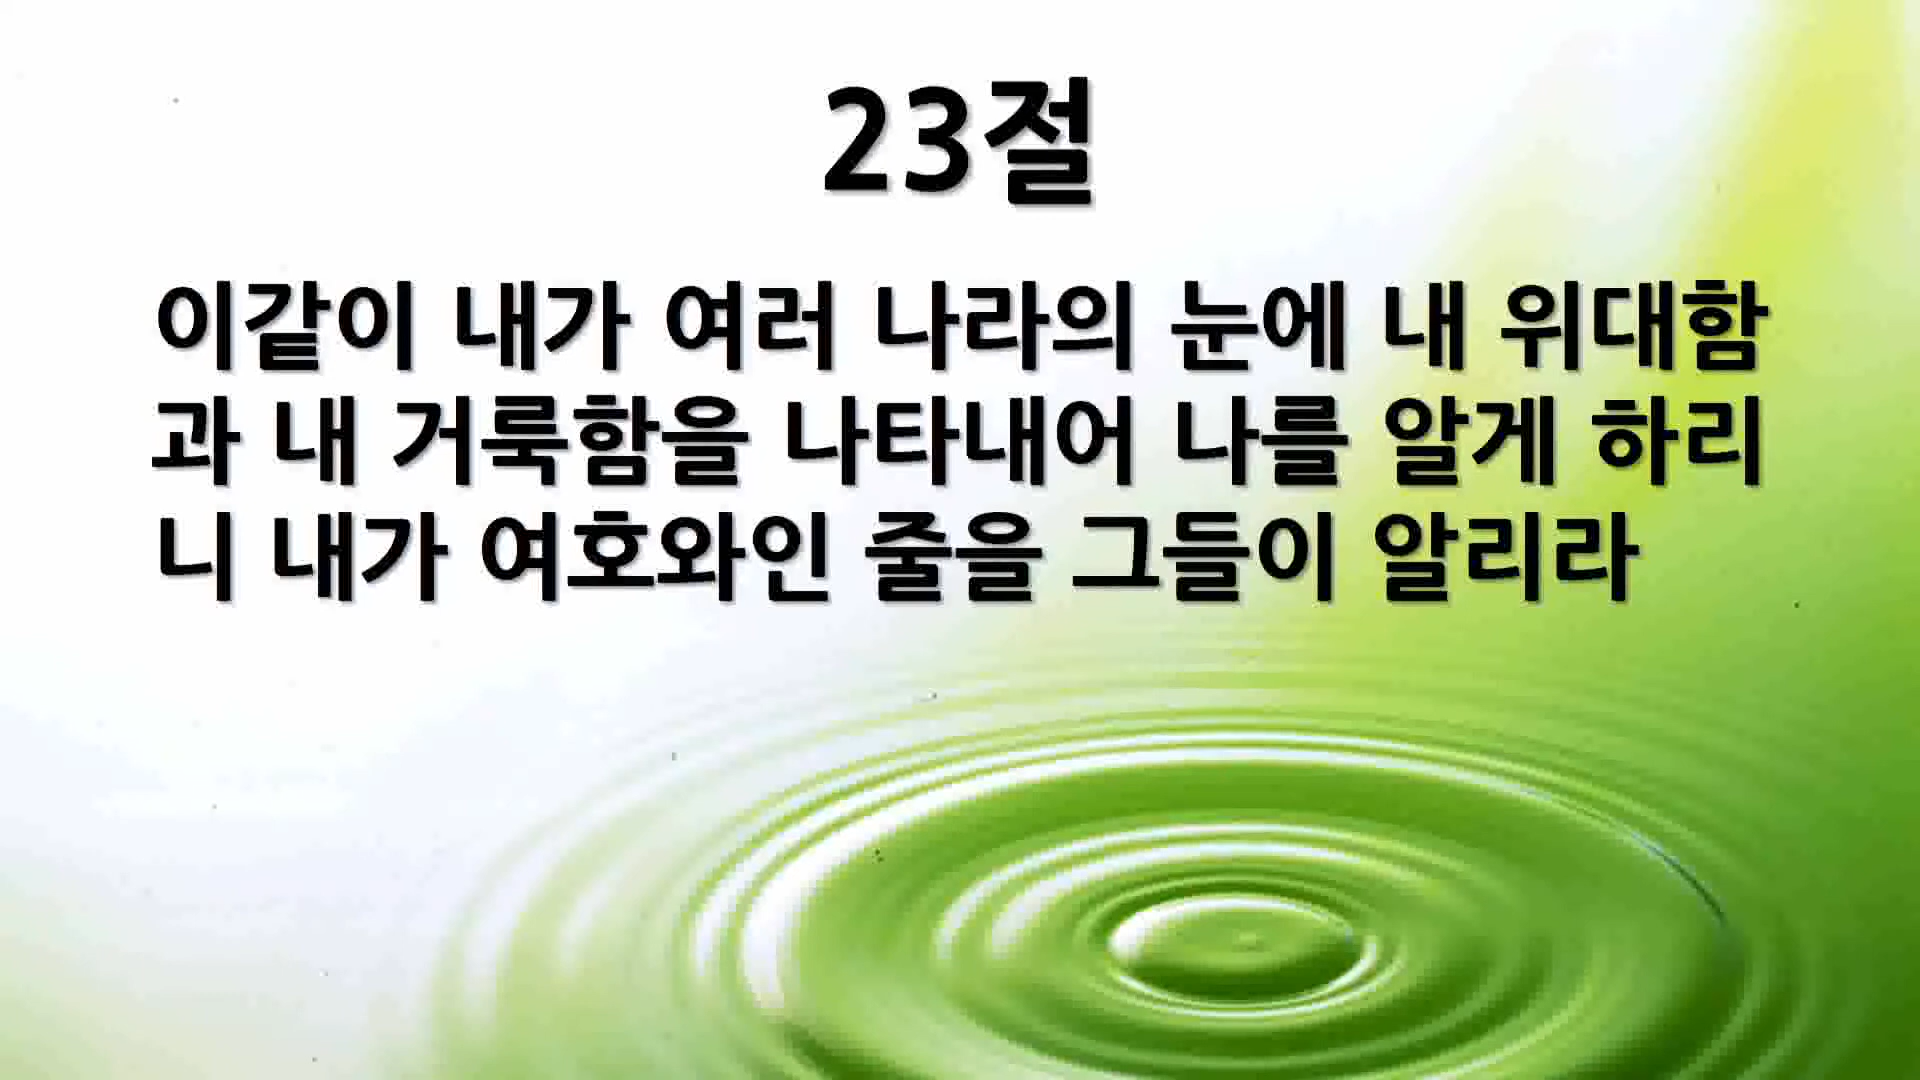 23절
이같이 내가 여러 나라의 눈에 내 위대함
과 내 거룩함을 나타내어 나를 알게 하리
니 내가 여호와인 줄을 그들이 알리라